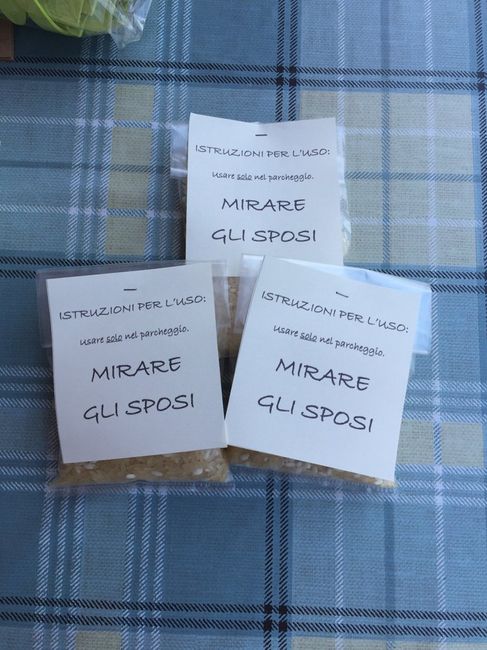 ISTRUZIONI PER L'USO:
Usare solo nel parcheggio.
MIRARE
GLI SPOSI
ISTRUZIONI PER L'USO:
Usare solo nel parcheggio.
MIRARE
GLI SPOSI
ISTRUZIONI PER L'USO:
Usare solo nel parcheggio.
MIRARE
GLI SPOSI